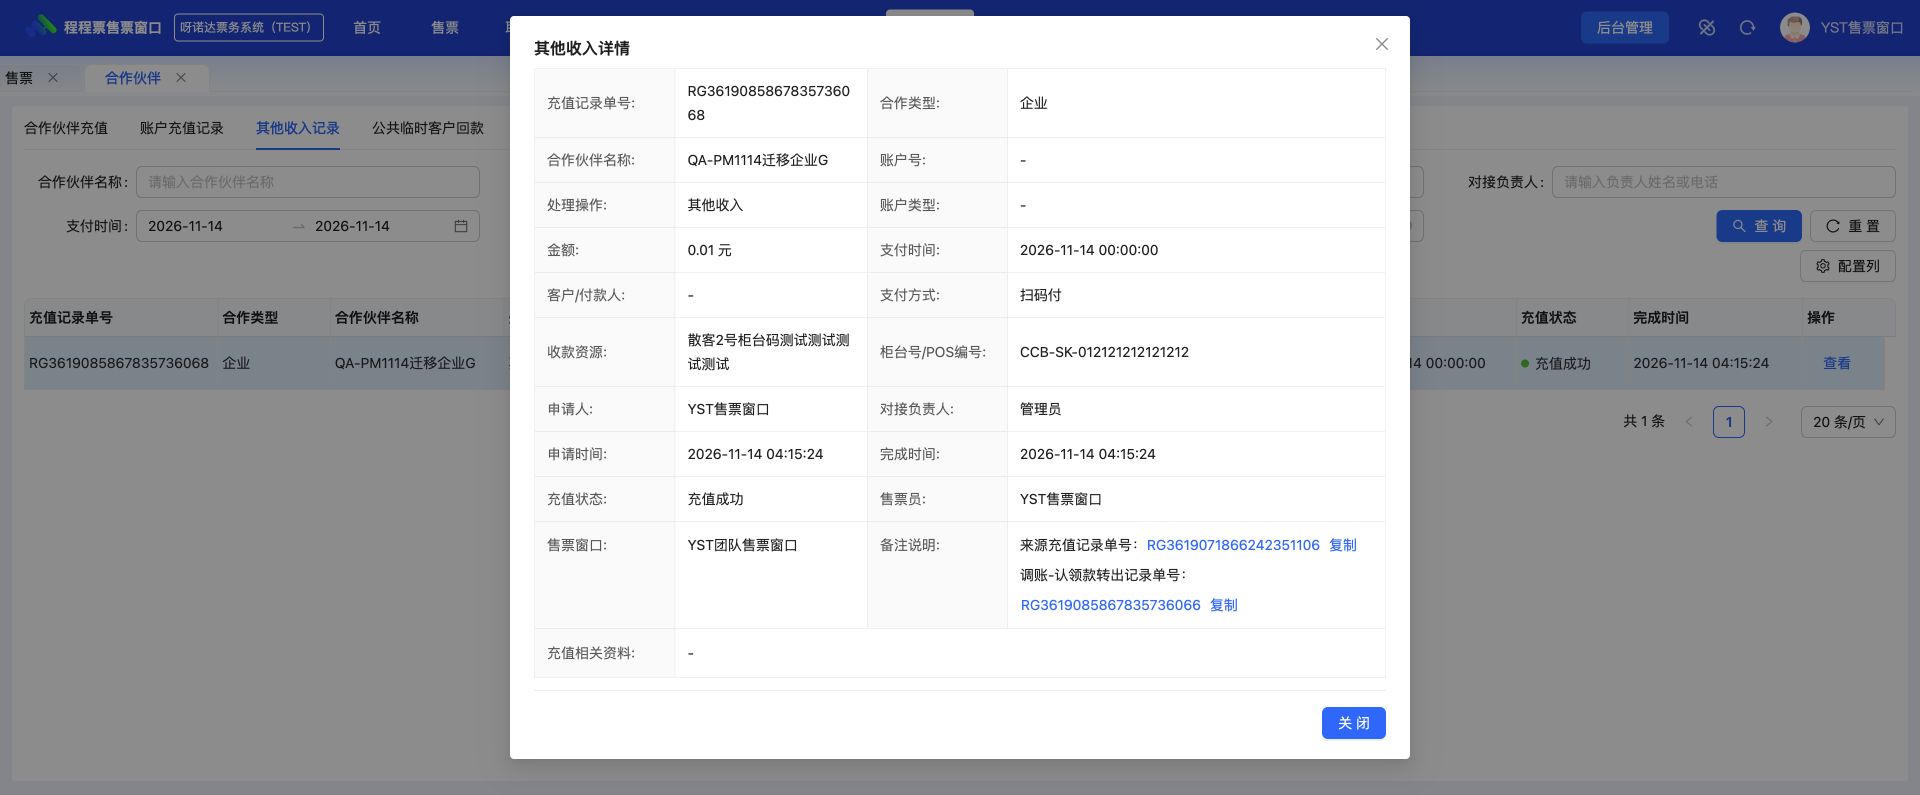 程程票售票窗口
呀诺达票务系统（TEST）
首页
售票
后台管理
YST售票窗口
售票
合作伙伴
合作伙伴充值
账户充值记录
其他收入记录
公共临时客户回款
合作伙伴名称：
请输入合作伙伴名称
对接负责人：
请输入负责人姓名或电话
支付时间：
2026-11-14
2026-11-14
查 询
重 置
配置列
充值记录单号
合作类型
合作伙伴名称
充值状态
完成时间
操作
RG3619085867835736068
企业
QA-PM1114迁移企业G
14 00:00:00
充值成功
2026-11-14 04:15:24
查看
共 1 条
1
20 条/页
其他收入详情
充值记录单号:
RG36190858678357360
68
合作类型:
企业
合作伙伴名称:
QA-PM1114迁移企业G
账户号:
-
处理操作:
其他收入
账户类型:
-
金额:
0.01 元
支付时间:
2026-11-14 00:00:00
客户/付款人:
-
支付方式:
扫码付
收款资源:
散客2号柜台码测试测试测
试测试
柜台号/POS编号:
CCB-SK-012121212121212
申请人:
YST售票窗口
对接负责人:
管理员
申请时间:
2026-11-14 04:15:24
完成时间:
2026-11-14 04:15:24
充值状态:
充值成功
售票员:
YST售票窗口
售票窗口:
YST团队售票窗口
备注说明:
来源充值记录单号： RG3619071866242351106 复制
调账-认领款转出记录单号：
RG3619085867835736066 复制
充值相关资料:
-
关 闭